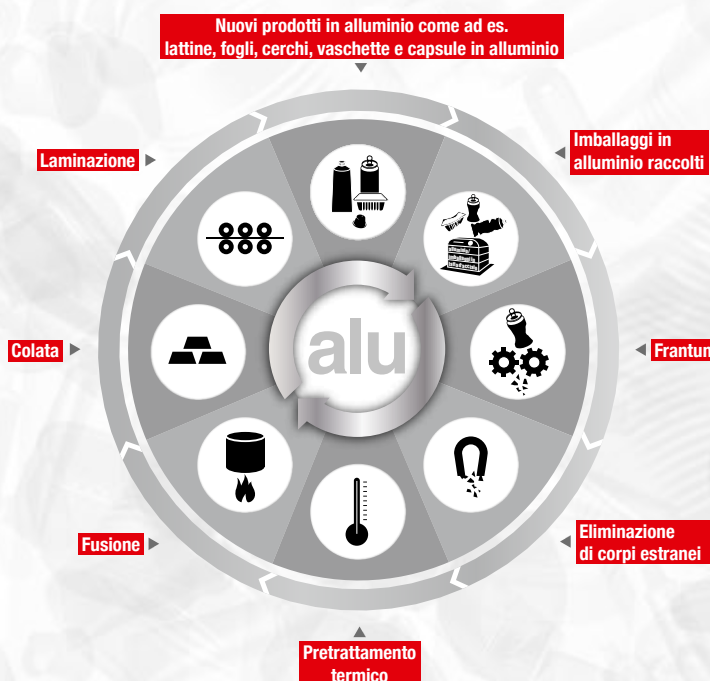 Nuovi prodotti in alluminio come ad es.
lattine, fogli, cerchi, vaschette e capsule in alluminio
Laminazione
Imballaggi in
alluminio raccolti
alu
Colata
Fusione
Eliminazione
di corpi estranei
Pretrattamento
termico